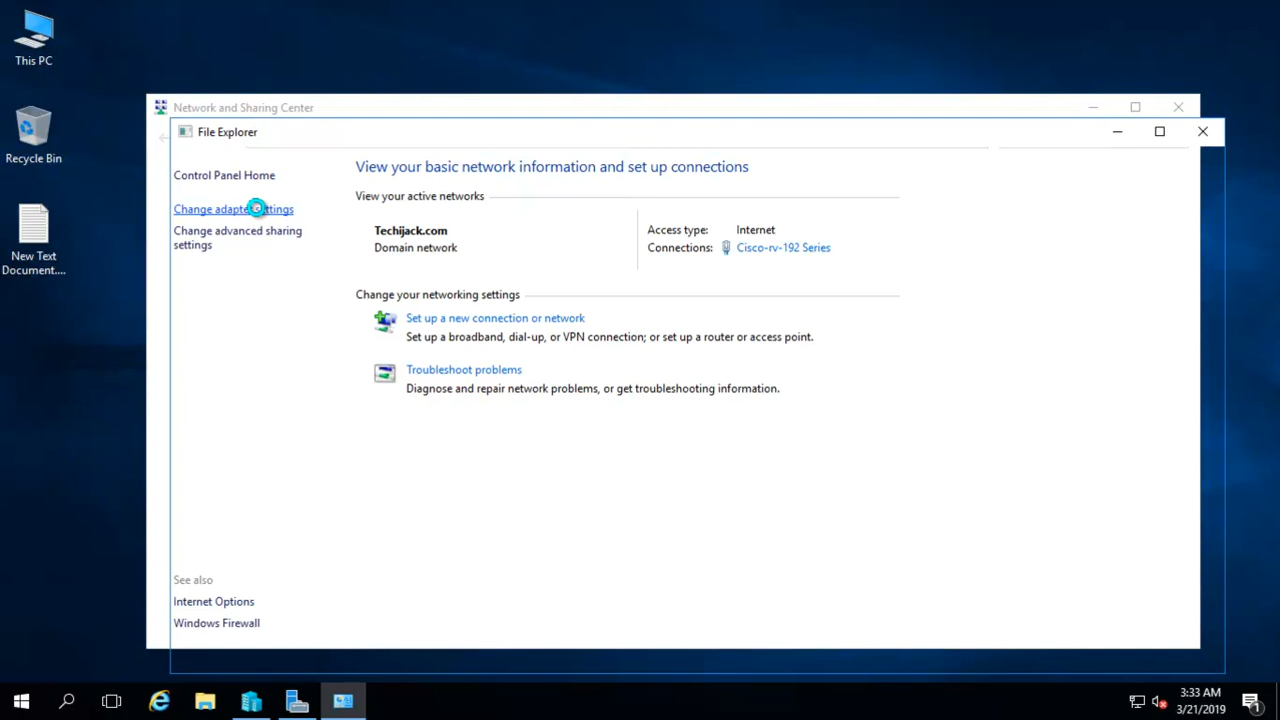 This PC
Recycle Bin
New Text
Document....
Network and Sharing Center
File Explorer
Control Panel Home
Change adapter settings
Change advanced sharing
settings
View your basic network information and set up connections
View your active networks
Techijack.com
Domain network
Access type:
Internet
Connections:
Cisco-rv-192 Series
Change your networking settings
Set up a new connection or network
Set up a broadband, dial-up, or VPN connection; or set up a router or access point.
Troubleshoot problems
Diagnose and repair network problems, or get troubleshooting information.
See also
Internet Options
Windows Firewall
3:33 AM
3/21/2019
1